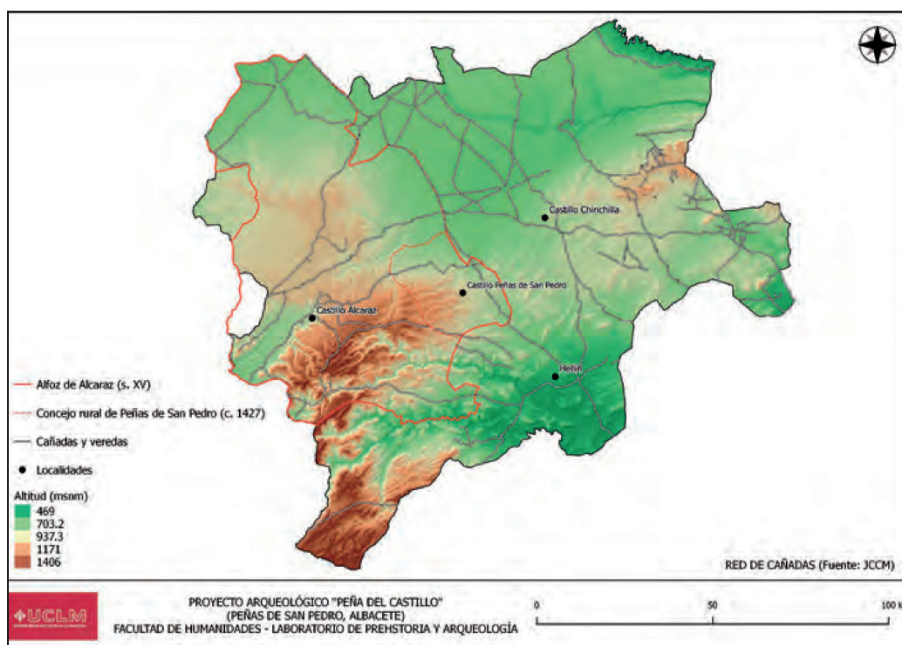 Castillo Chinchilla
Castillo Peñas de San Pedro
Castillo Alcaraz
Hellín
Alfoz de Alcaraz (s. XV)
Concejo rural de Peñas de San Pedro (c. 1427)
Cañadas y veredas
Localidades
Altitud (msnm)
469
703.2
937.3
1171
1406
RED DE CAÑADAS (Fuente: JCCM)
UCLM
PROYECTO ARQUEOLÓGICO "PEÑA DEL CASTILLO"
(PEÑAS DE SAN PEDRO, ALBACETE)
FACULTAD DE HUMANIDADES - LABORATORIO DE PREHSTORIA Y ARQUEOLOGÍA
0 50 100 k